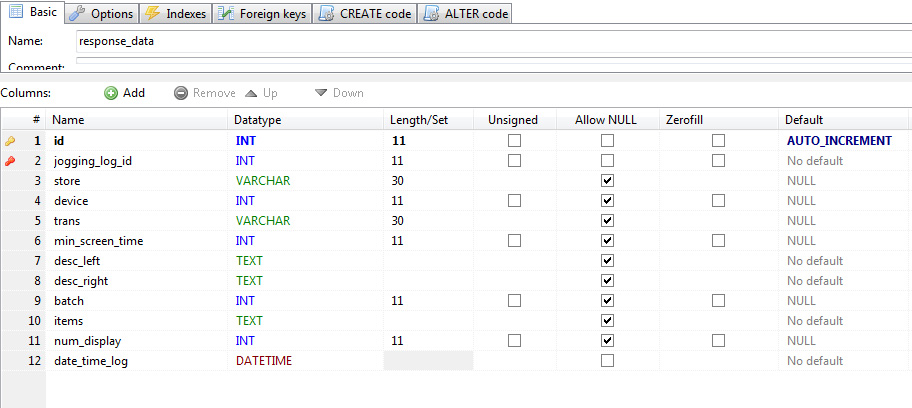 Basic Options Indexes Foreign keys CREATE code ALTER code
Name: response_data
Comment:
Columns: Add Remove Up Down
# Name Datatype Length/Set Unsigned Allow NULL Zerofill Default
1 id INT 11 AUTO_INCREMENT
2 jogging_log_id INT 11 No default
3 store VARCHAR 30 NULL
4 device INT 11 NULL
5 trans VARCHAR 30 NULL
6 min_screen_time INT 11 NULL
7 desc_left TEXT No default
8 desc_right TEXT No default
9 batch INT 11 NULL
10 items TEXT No default
11 num_display INT 11 NULL
12 date_time_log DATETIME No default